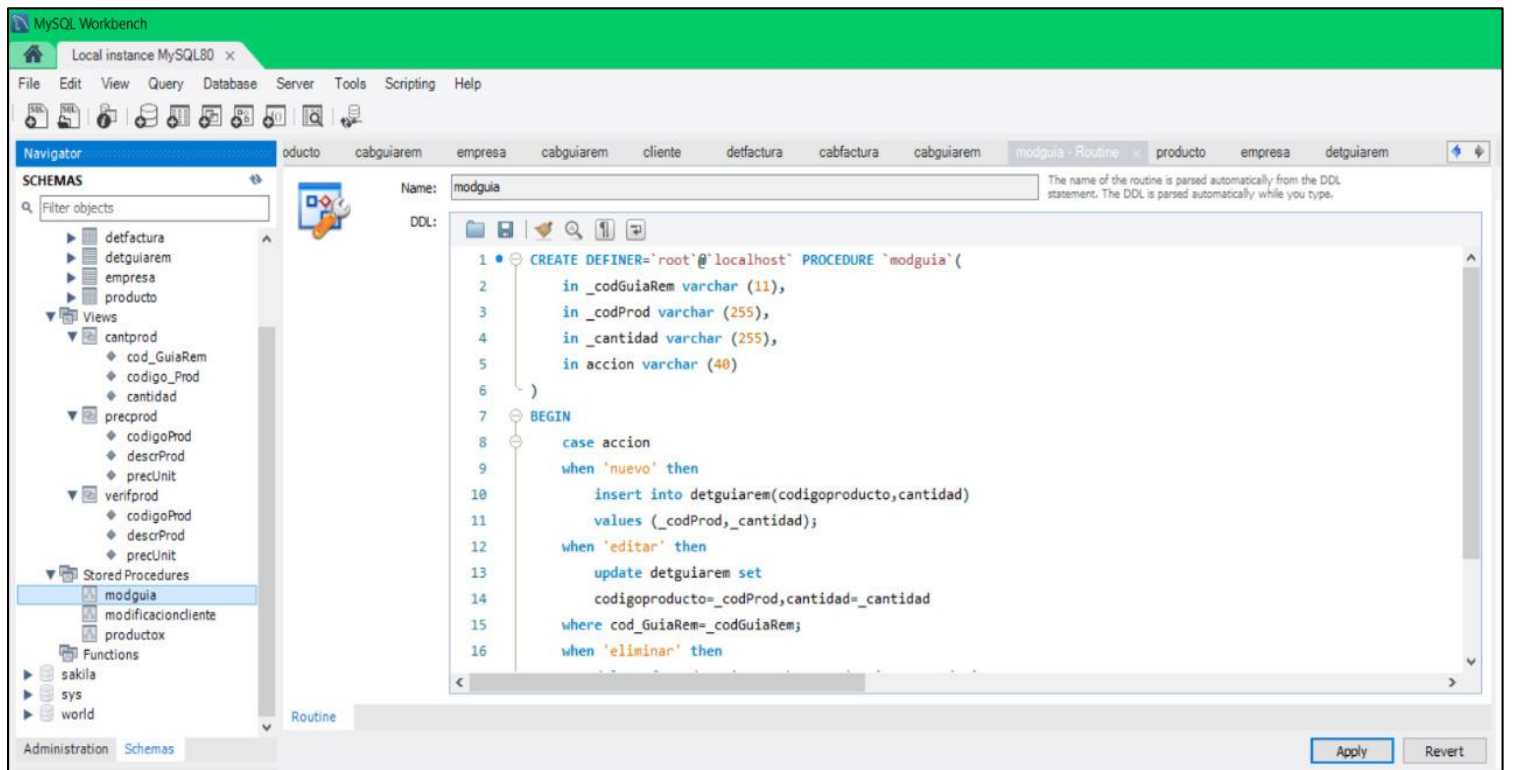 MySQL Workbench
Local instance MySQL80 ×
File Edit View Query Database Server Tools Scripting Help
Navigator
SCHEMAS
Filter objects
detfactura
detguiarem
empresa
producto
Views
cantprod
cod_GuiaRem
codigo_Prod
cantidad
precprod
codigoProd
descrProd
precUnit
verifprod
codigoProd
descrProd
precUnit
Stored Procedures
modguia
modificacioncliente
productox
Functions
sakila
sys
world
Administration Schemas
oducto cabguiarem empresa cabguiarem cliente detfactura cabfactura cabguiarem modguia - Routine × producto empresa detguiarem
Name: modguia
The name of the routine is parsed automatically from the DDL
statement. The DDL is parsed automatically while you type.
DDL:
1 CREATE DEFINER=`root`@`localhost` PROCEDURE `modguia`(
2 in _codGuiaRem varchar (11),
3 in _codProd varchar (255),
4 in _cantidad varchar (255),
5 in accion varchar (40)
6 )
7 BEGIN
8 case accion
9 when 'nuevo' then
10 insert into detguiarem(codigoproducto,cantidad)
11 values (_codProd,_cantidad);
12 when 'editar' then
13 update detguiarem set
14 codigoproducto=_codProd,cantidad=_cantidad
15 where cod_GuiaRem=_codGuiaRem;
16 when 'eliminar' then
Routine
Apply Revert